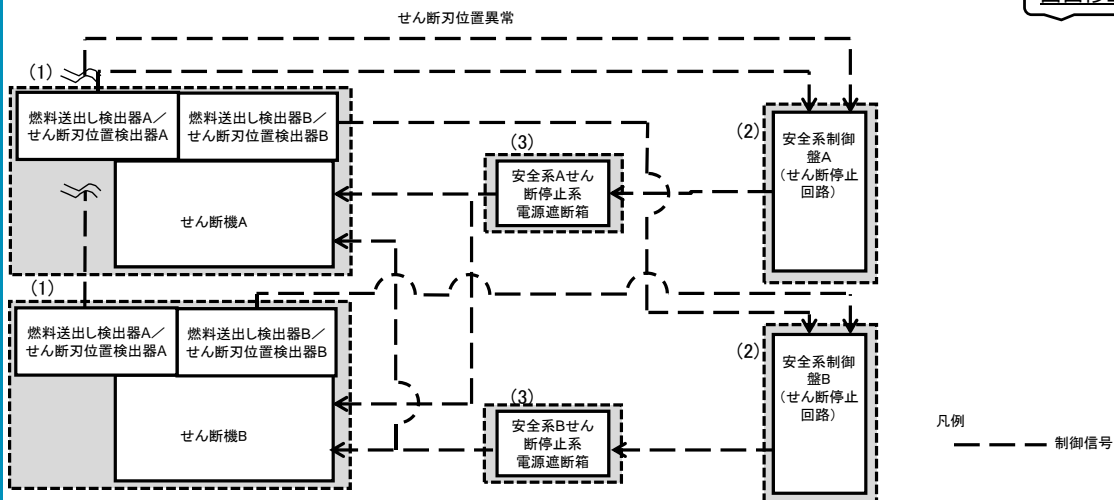 せん断刃位置異常
(1)
燃料送出し検出器A／
せん断刃位置検出器A
燃料送出し検出器B／
せん断刃位置検出器B
せん断機A
(3)
安全系Aせん
断停止系
電源遮断箱
(2)
安全系制御
盤A
(せん断停止
回路)
(1)
燃料送出し検出器A／
せん断刃位置検出器A
燃料送出し検出器B／
せん断刃位置検出器B
せん断機B
(3)
安全系Bせん
断停止系
電源遮断箱
(2)
安全系制御
盤B
(せん断停止
回路)
凡例
制御信号